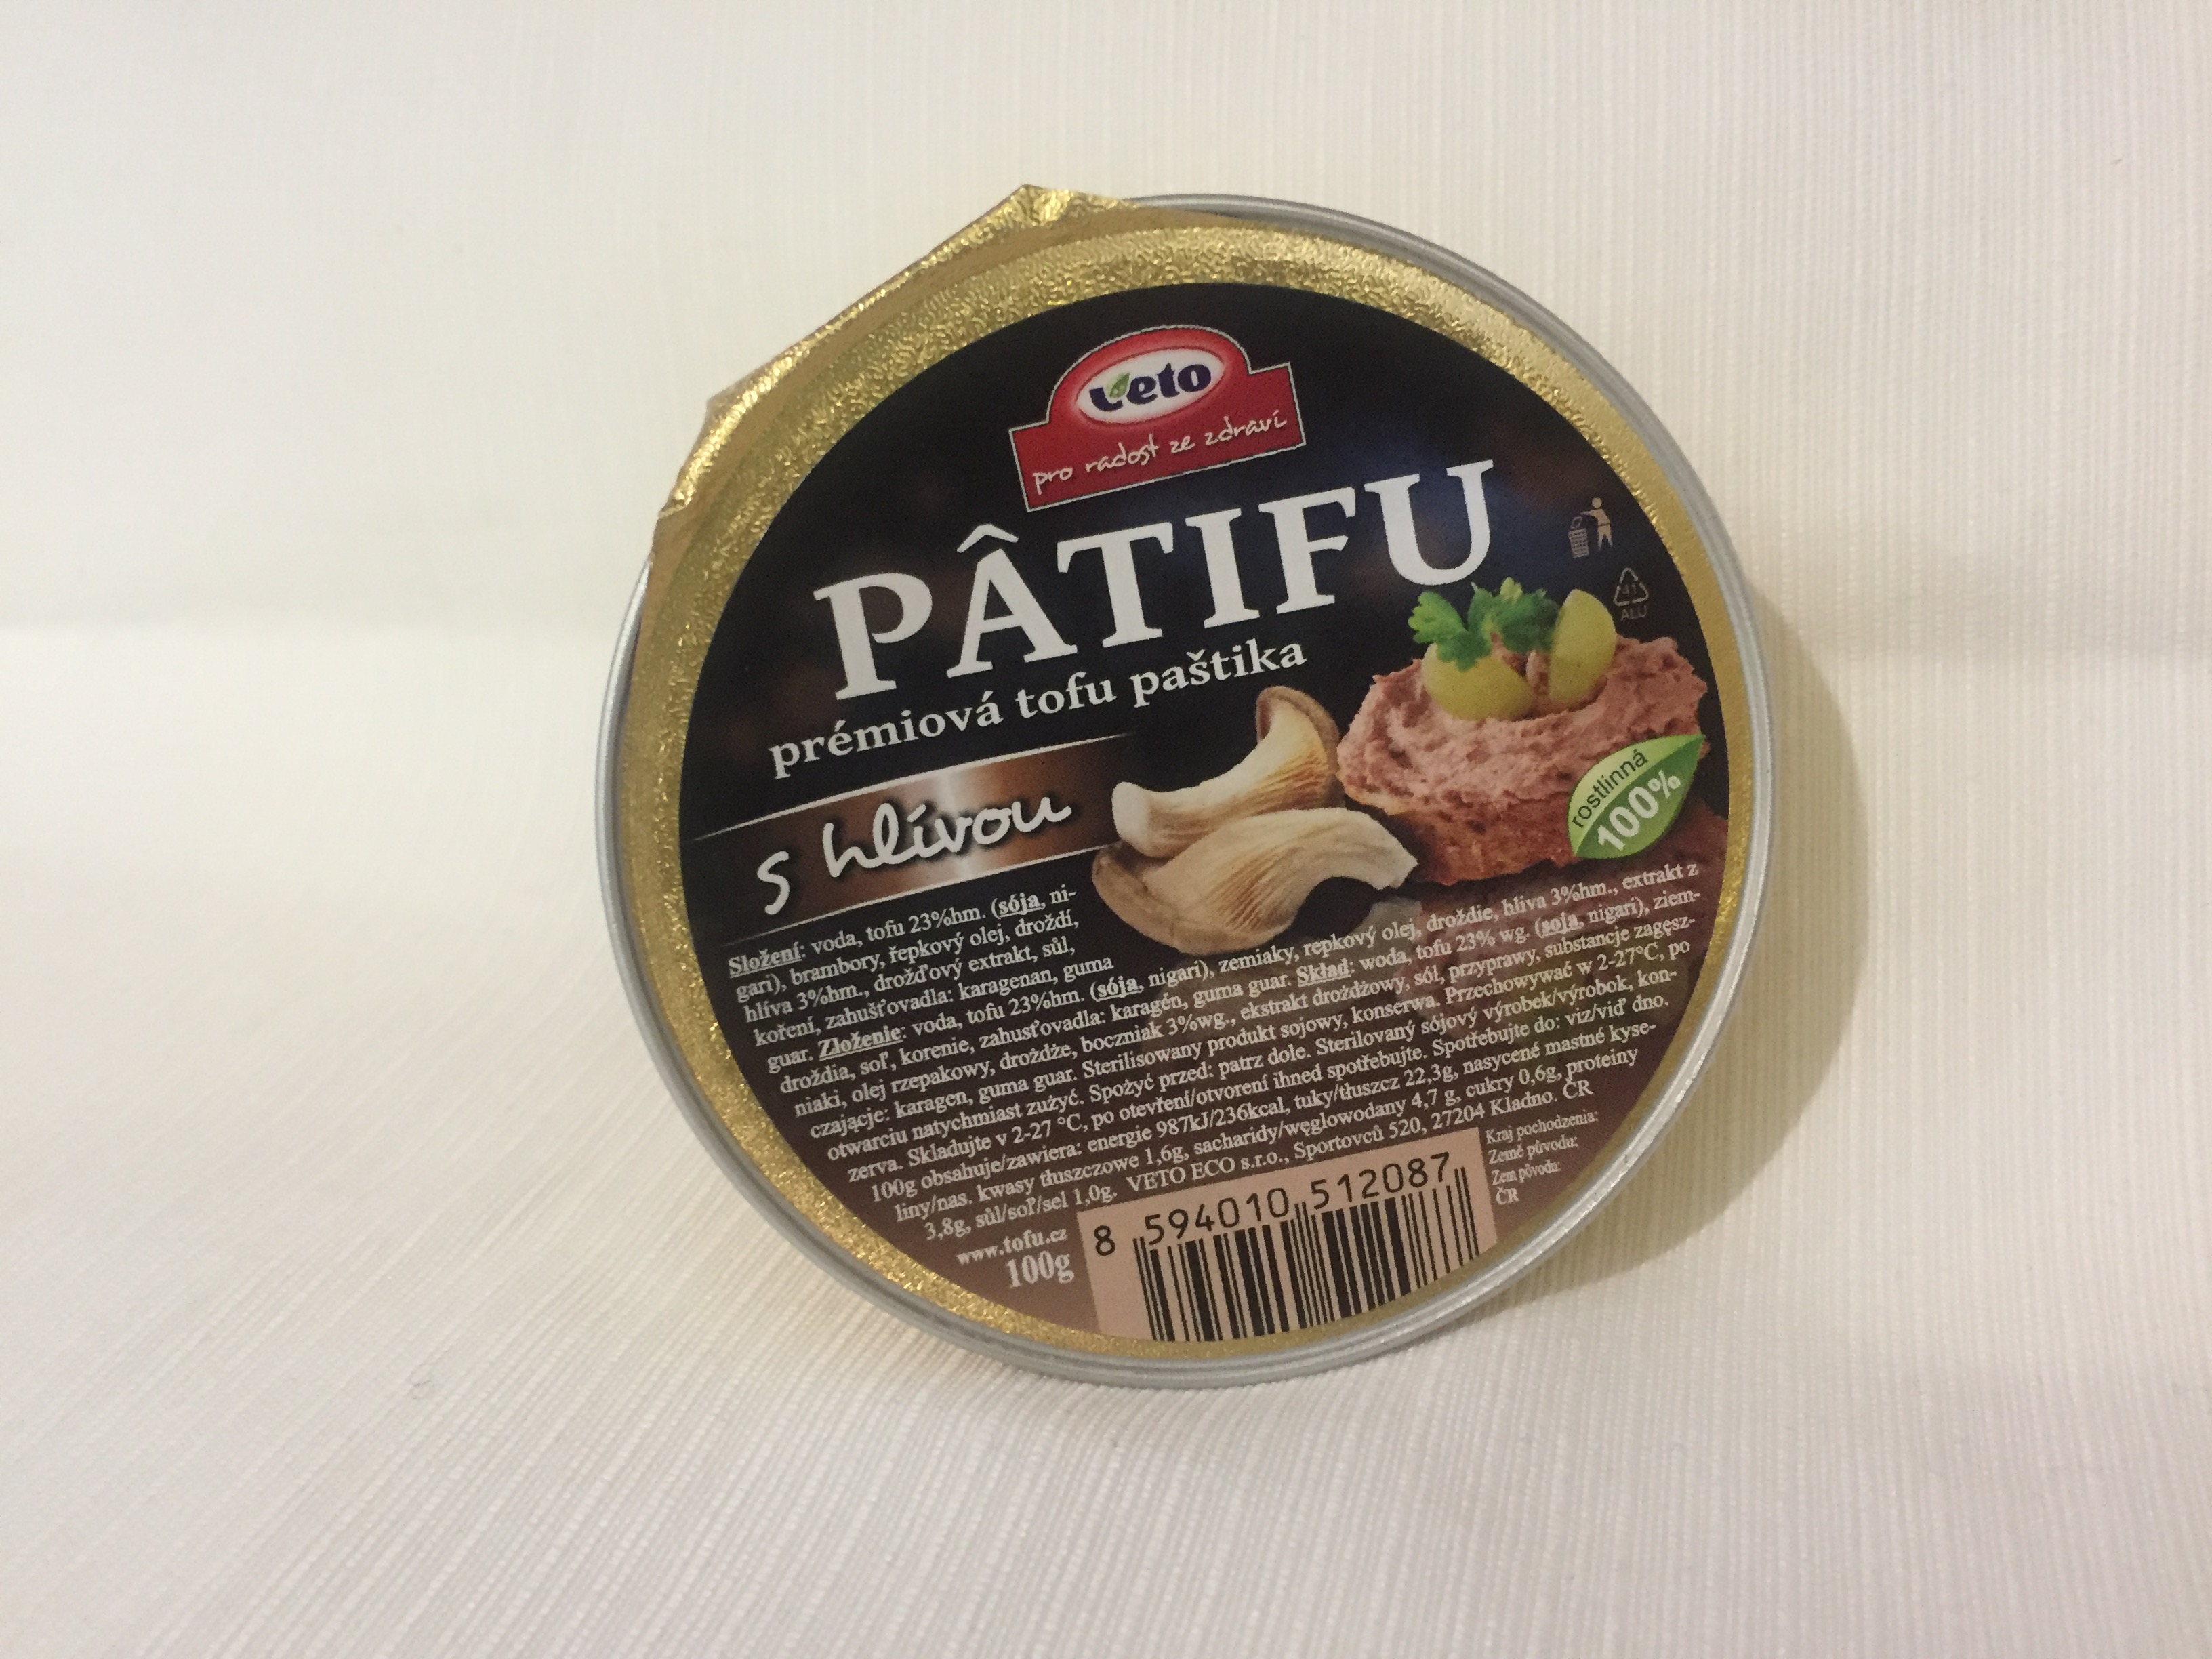 veto
pro radost ze zdraví
PÂTIFU
prémiová tofu paštika
s hlívou
41
ALU
rostlinná
100%
Složení: voda, tofu 23%hm. (sója, ni-
gari), brambory, řepkový olej, droždí,
hlíva 3%hm., drožďový extrakt, sůl,
koření, zahušťovadla: karagenan, guma
guar. Zloženie: voda, tofu 23%hm. (sója, nigari), zemiaky, repkový olej, droždie, hliva 3%hm., extrakt z
droždia, soľ, korenie, zahusťovadla: karagén, guma guar. Skład: woda, tofu 23% wg. (soja, nigari), ziem-
niaki, olej rzepakowy, drożdże, boczniak 3%wg., ekstrakt drożdżowy, sól, przyprawy, substancje zagęsz-
czające: karagen, guma guar. Sterilisowany produkt sojowy, konserwa. Przechowywać w 2-27°C, po
otwarciu natychmiast zużyć. Spożyć przed: patrz dole. Sterilovaný sójový výrobek/výrobok, kon-
zerva. Skladujte v 2-27 °C, po otevření/otvorení ihned spotřebujte. Spotřebujte do: viz/viď dno.
100g obsahuje/zawiera: energie 987kJ/236kcal, tuky/tłuszcz 22,3g, nasycené mastné kyse-
liny/nas. kwasy tłuszczowe 1,6g, sacharidy/węglowodany 4,7 g, cukry 0,6g, proteiny
3,8g, sůl/soľ/sel 1,0g. VETO ECO s.r.o., Sportovců 520, 27204 Kladno. ČR
www.tofu.cz
100g
8 594010 512087
Kraj pochodzenia:
Země původu:
Zem pôvodu:
ČR